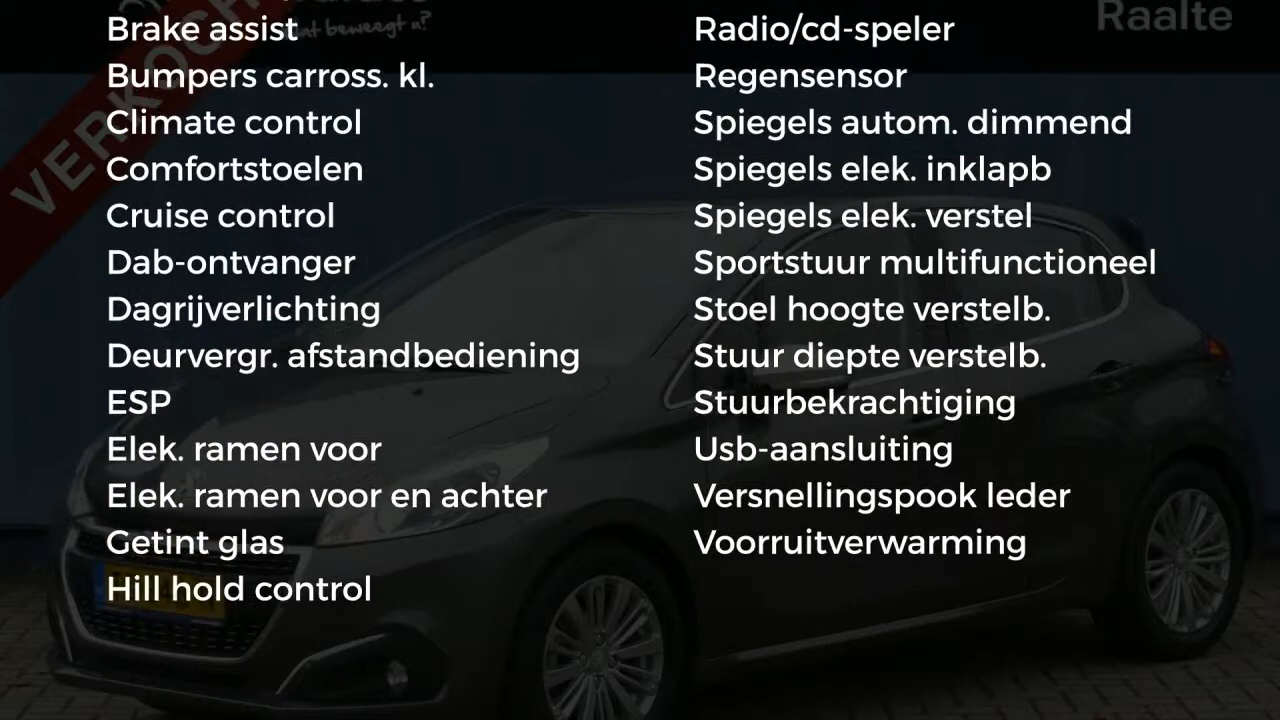 Brake assist
Bumpers carross. kl.
Climate control
Comfortstoelen
Cruise control
Dab-ontvanger
Dagrijverlichting
Deurvergr. afstandbediening
ESP
Elek. ramen voor
Elek. ramen voor en achter
Getint glas
Hill hold control
Radio/cd-speler
Regensensor
Spiegels autom. dimmend
Spiegels elek. inklapb
Spiegels elek. verstel
Sportstuur multifunctioneel
Stoel hoogte verstelb.
Stuur diepte verstelb.
Stuurbekrachtiging
Usb-aansluiting
Versnellingspook leder
Voorruitverwarming
beweegt u?
Raalte
VERKOCH